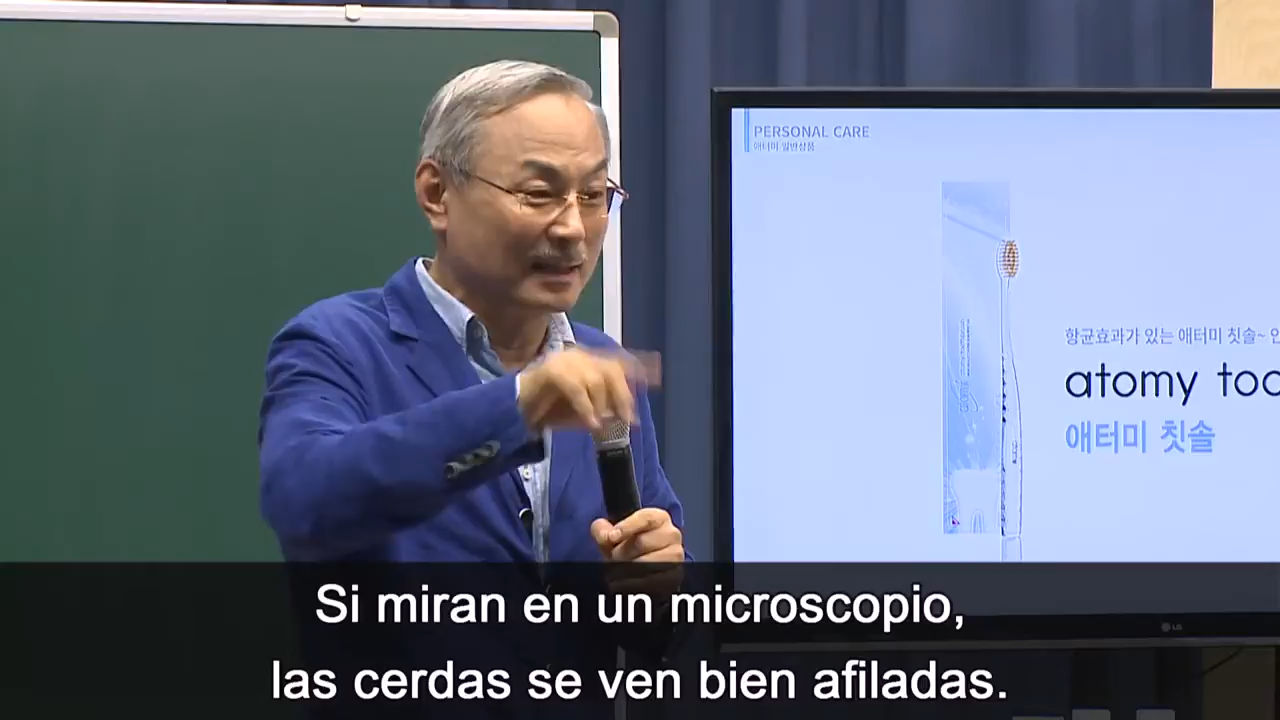 PERSONAL CARE
애터미 일반상품
항균효과가 있는 애터미 칫솔~
atomy
애터미 칫솔
LG
Si miran en un microscopio,
las cerdas se ven bien afiladas.